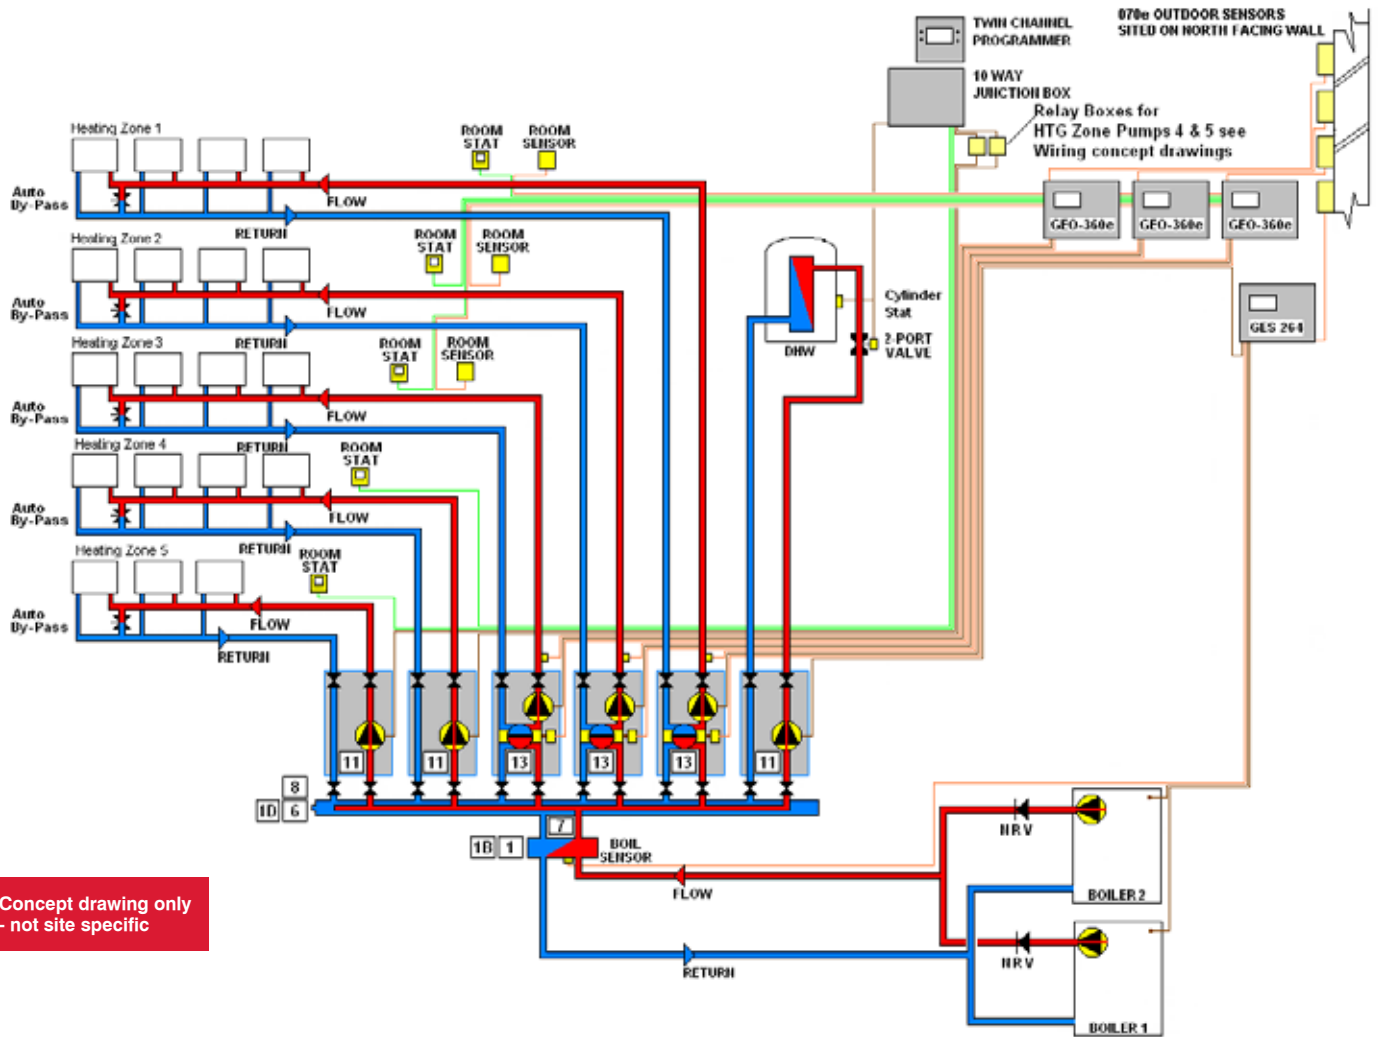 TWIN CHANNEL
PROGRAMMER
070e OUTDOOR SENSORS
SITED ON NORTH FACING WALL
10 WAY
JUNCTION BOX
Relay Boxes for
HTG Zone Pumps 4 & 5 see
Wiring concept drawings
Heating Zone 1
ROOM
STAT
ROOM
SENSOR
Auto
By-Pass
FLOW
RETURN
GEO-360e
GEO-360e
GEO-360e
Heating Zone 2
ROOM
STAT
ROOM
SENSOR
Auto
By-Pass
FLOW
RETURN
Cylinder
Stat
2-PORT
VALVE
DHW
GES 264
Heating Zone 3
ROOM
STAT
ROOM
SENSOR
Auto
By-Pass
FLOW
RETURN
Heating Zone 4
ROOM
STAT
Auto
By-Pass
FLOW
RETURN
Heating Zone 5
ROOM
STAT
Auto
By-Pass
FLOW
RETURN
11
11
13
13
13
11
8
1D
6
7
1B
1
BOIL
SENSOR
FLOW
RETURN
NRV
BOILER 2
NRV
BOILER 1
Concept drawing only
- not site specific